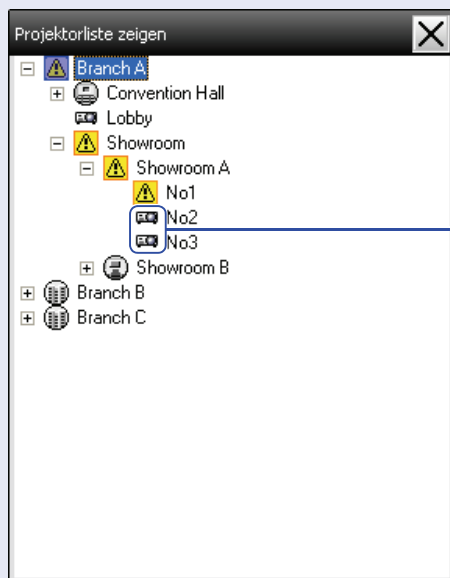 Projektorliste zeigen
Branch A
Convention Hall
Lobby
Showroom
Showroom A
No1
No2
No3
Showroom B
Branch B
Branch C